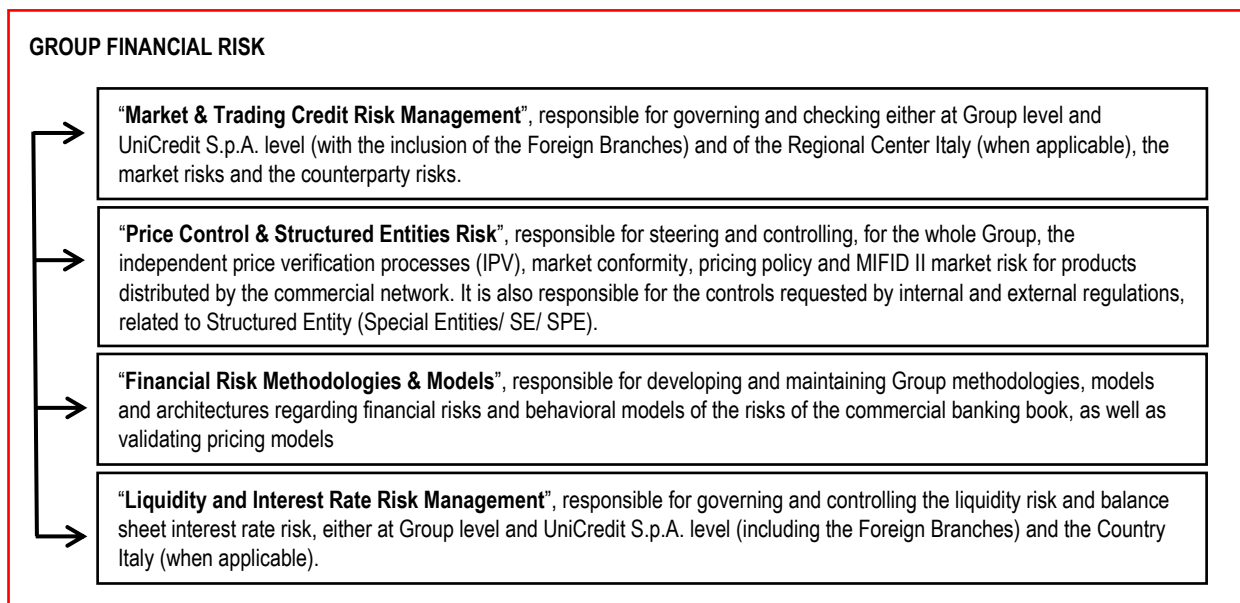 GROUP FINANCIAL RISK
“Market & Trading Credit Risk Management”, responsible for governing and checking either at Group level and
UniCredit S.p.A. level (with the inclusion of the Foreign Branches) and of the Regional Center Italy (when applicable), the
market risks and the counterparty risks.
“Price Control & Structured Entities Risk”, responsible for steering and controlling, for the whole Group, the
independent price verification processes (IPV), market conformity, pricing policy and MIFID II market risk for products
distributed by the commercial network. It is also responsible for the controls requested by internal and external regulations,
related to Structured Entity (Special Entities/ SE/ SPE).
“Financial Risk Methodologies & Models”, responsible for developing and maintaining Group methodologies, models
and architectures regarding financial risks and behavioral models of the risks of the commercial banking book, as well as
validating pricing models
“Liquidity and Interest Rate Risk Management”, responsible for governing and controlling the liquidity risk and balance
sheet interest rate risk, either at Group level and UniCredit S.p.A. level (including the Foreign Branches) and the Country
Italy (when applicable).